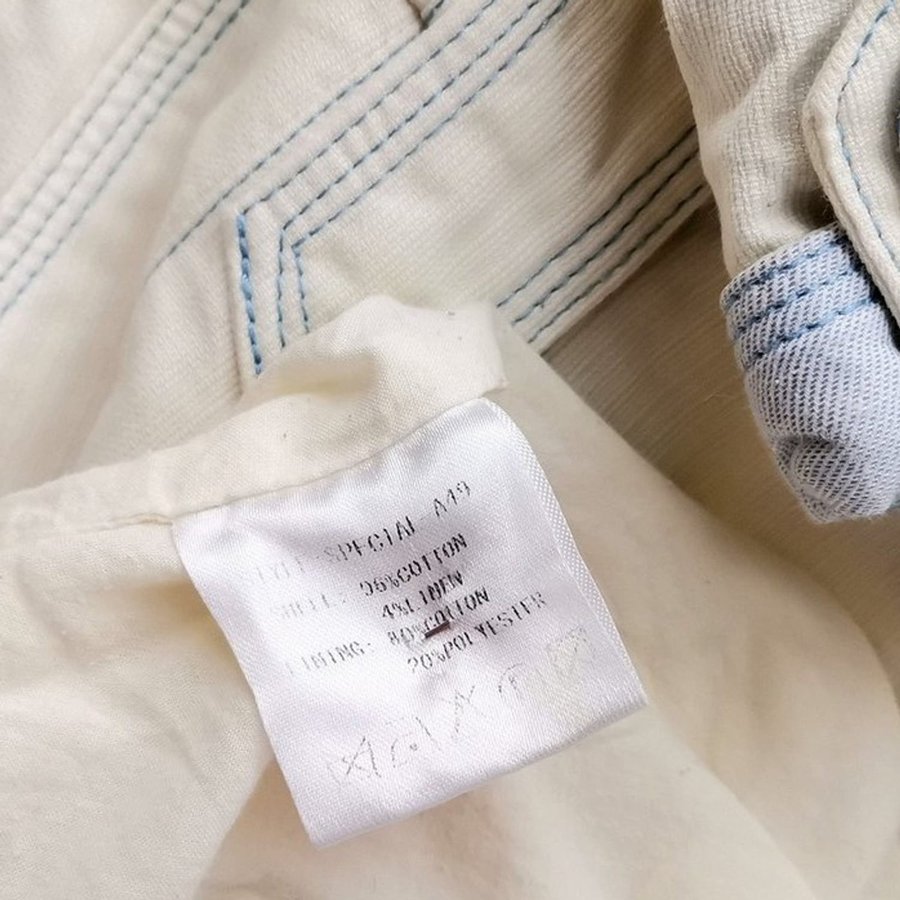 STYLE:SPECIAL A49
SHELL: 96%COTTON
4%LINEN
LINING: 80%COTTON
20%POLYESTER